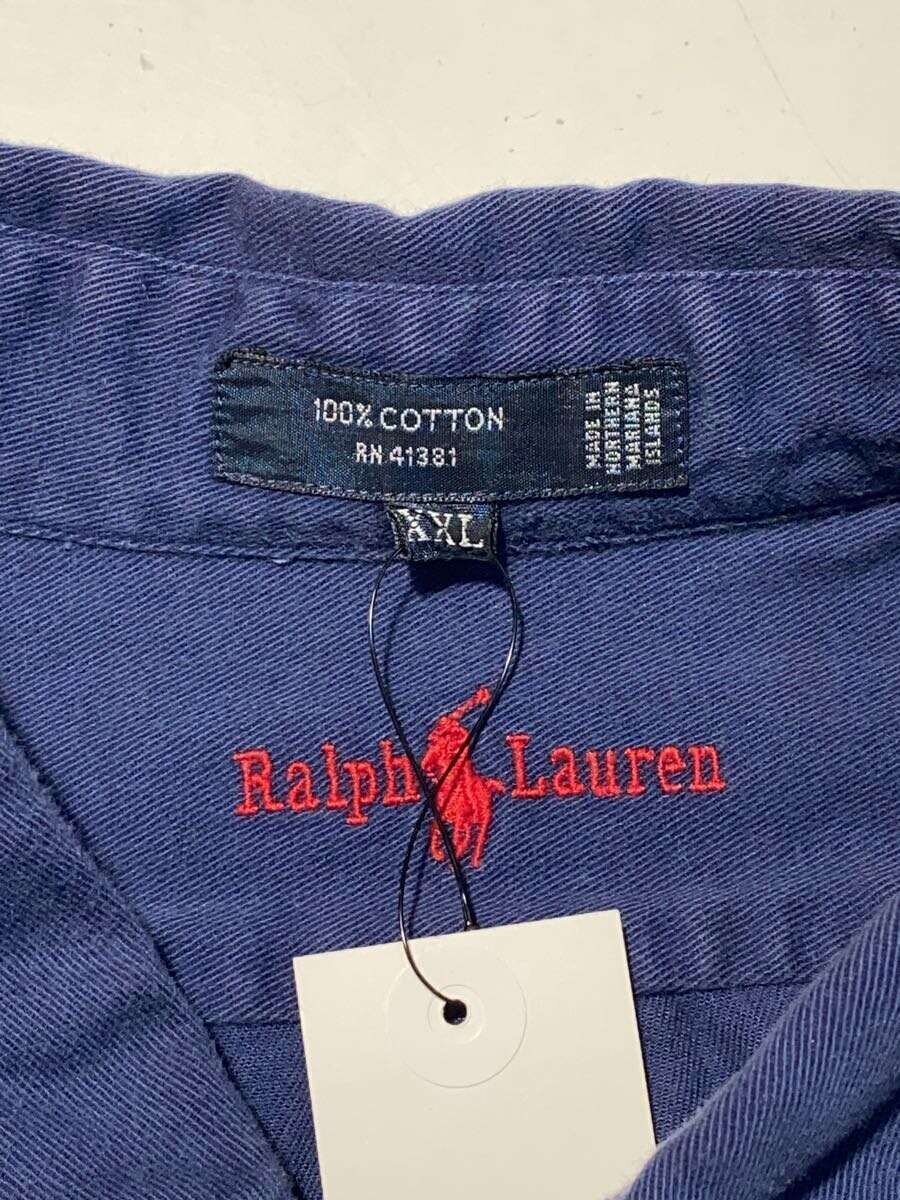 100% COTTON
RN 41381
MADE IN
NORTHERN
MARIANA
ISLANDS
XXL
Ralph Lauren